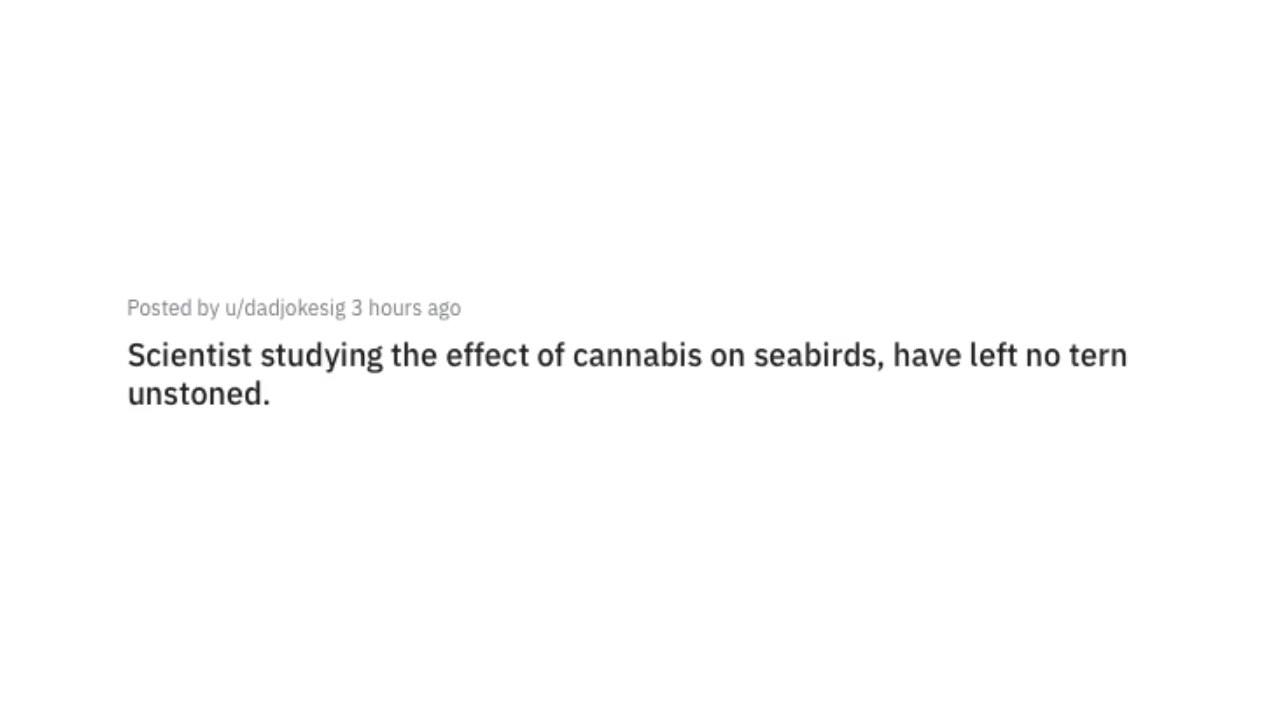 Posted by u/dadjokesig 3 hours ago
Scientist studying the effect of cannabis on seabirds, have left no tern
unstoned.